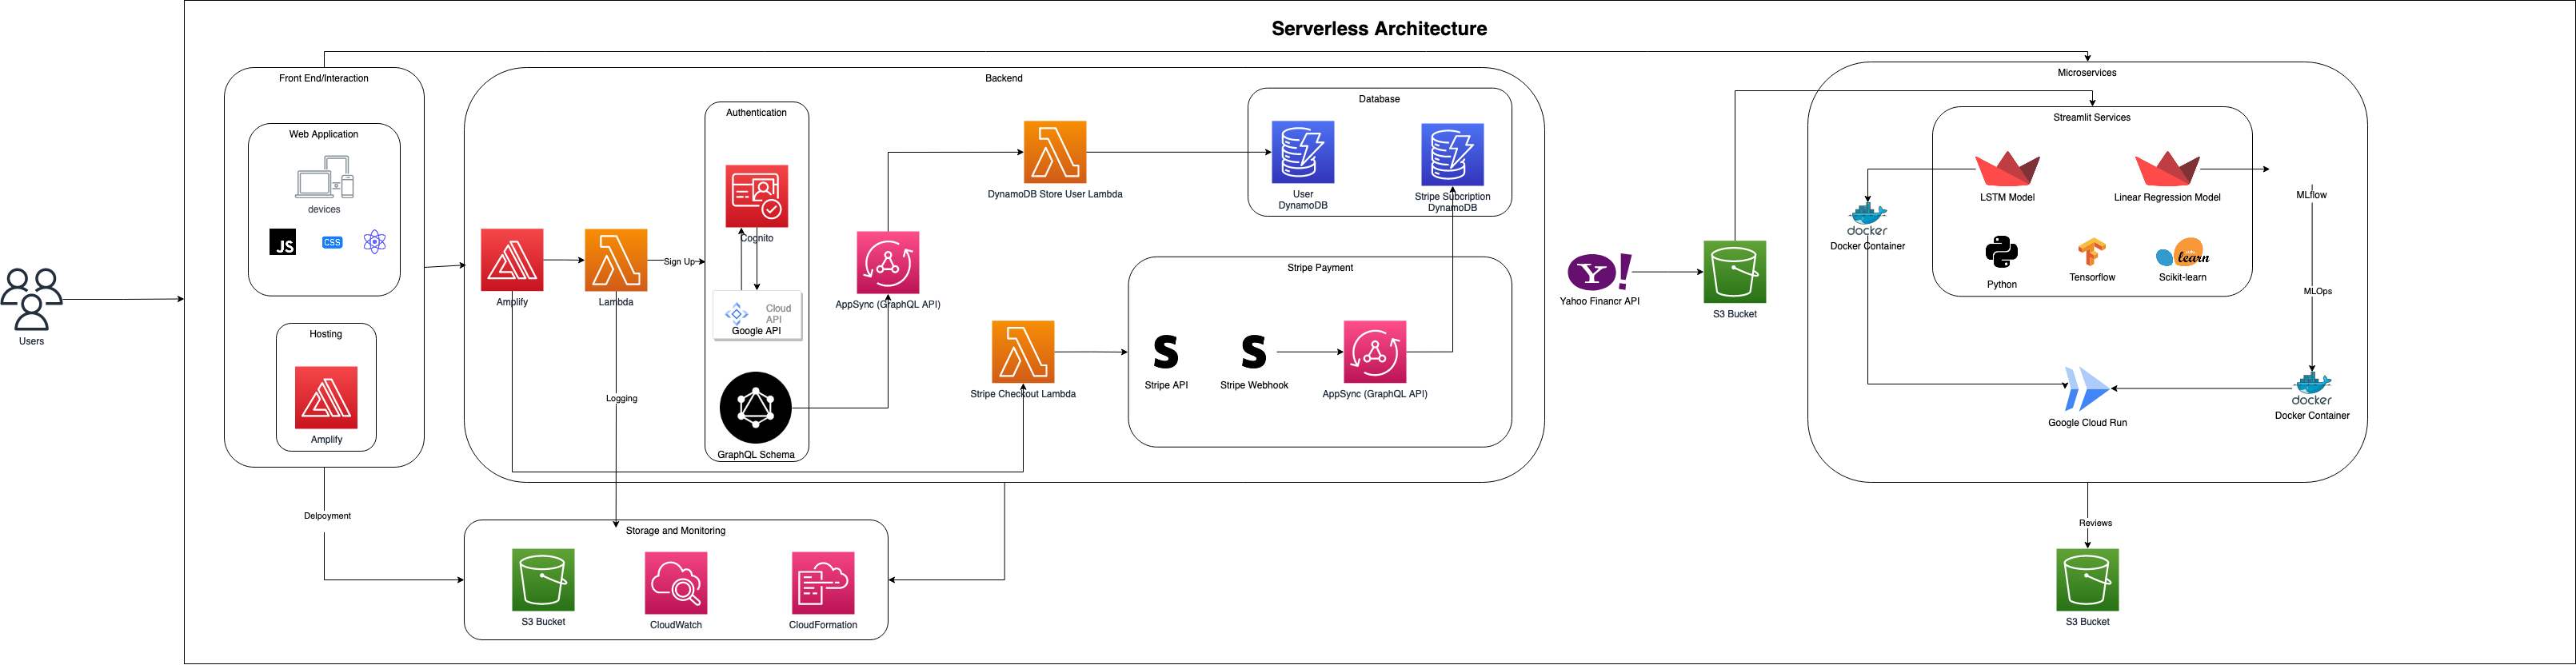 Serverless Architecture
Users
Front End/Interaction
Web Application
devices
JS
CSS
Hosting
Amplify
Delpoyment
Backend
Amplify
Lambda
Sign Up
Logging
Authentication
Cognito
Cloud
API
Google API
GraphQL Schema
AppSync (GraphQL API)
DynamoDB Store User Lambda
Stripe Checkout Lambda
Database
User
DynamoDB
Stripe Subcription
DynamoDB
Stripe Payment
S
Stripe API
S
Stripe Webhook
AppSync (GraphQL API)
Storage and Monitoring
S3 Bucket
CloudWatch
CloudFormation
Y!
Yahoo Financr API
S3 Bucket
Microservices
Streamlit Services
LSTM Model
Linear Regression Model
Python
Tensorflow
learn
Scikit-learn
docker
Docker Container
MLflow
MLOps
docker
Docker Container
Google Cloud Run
Reviews
S3 Bucket